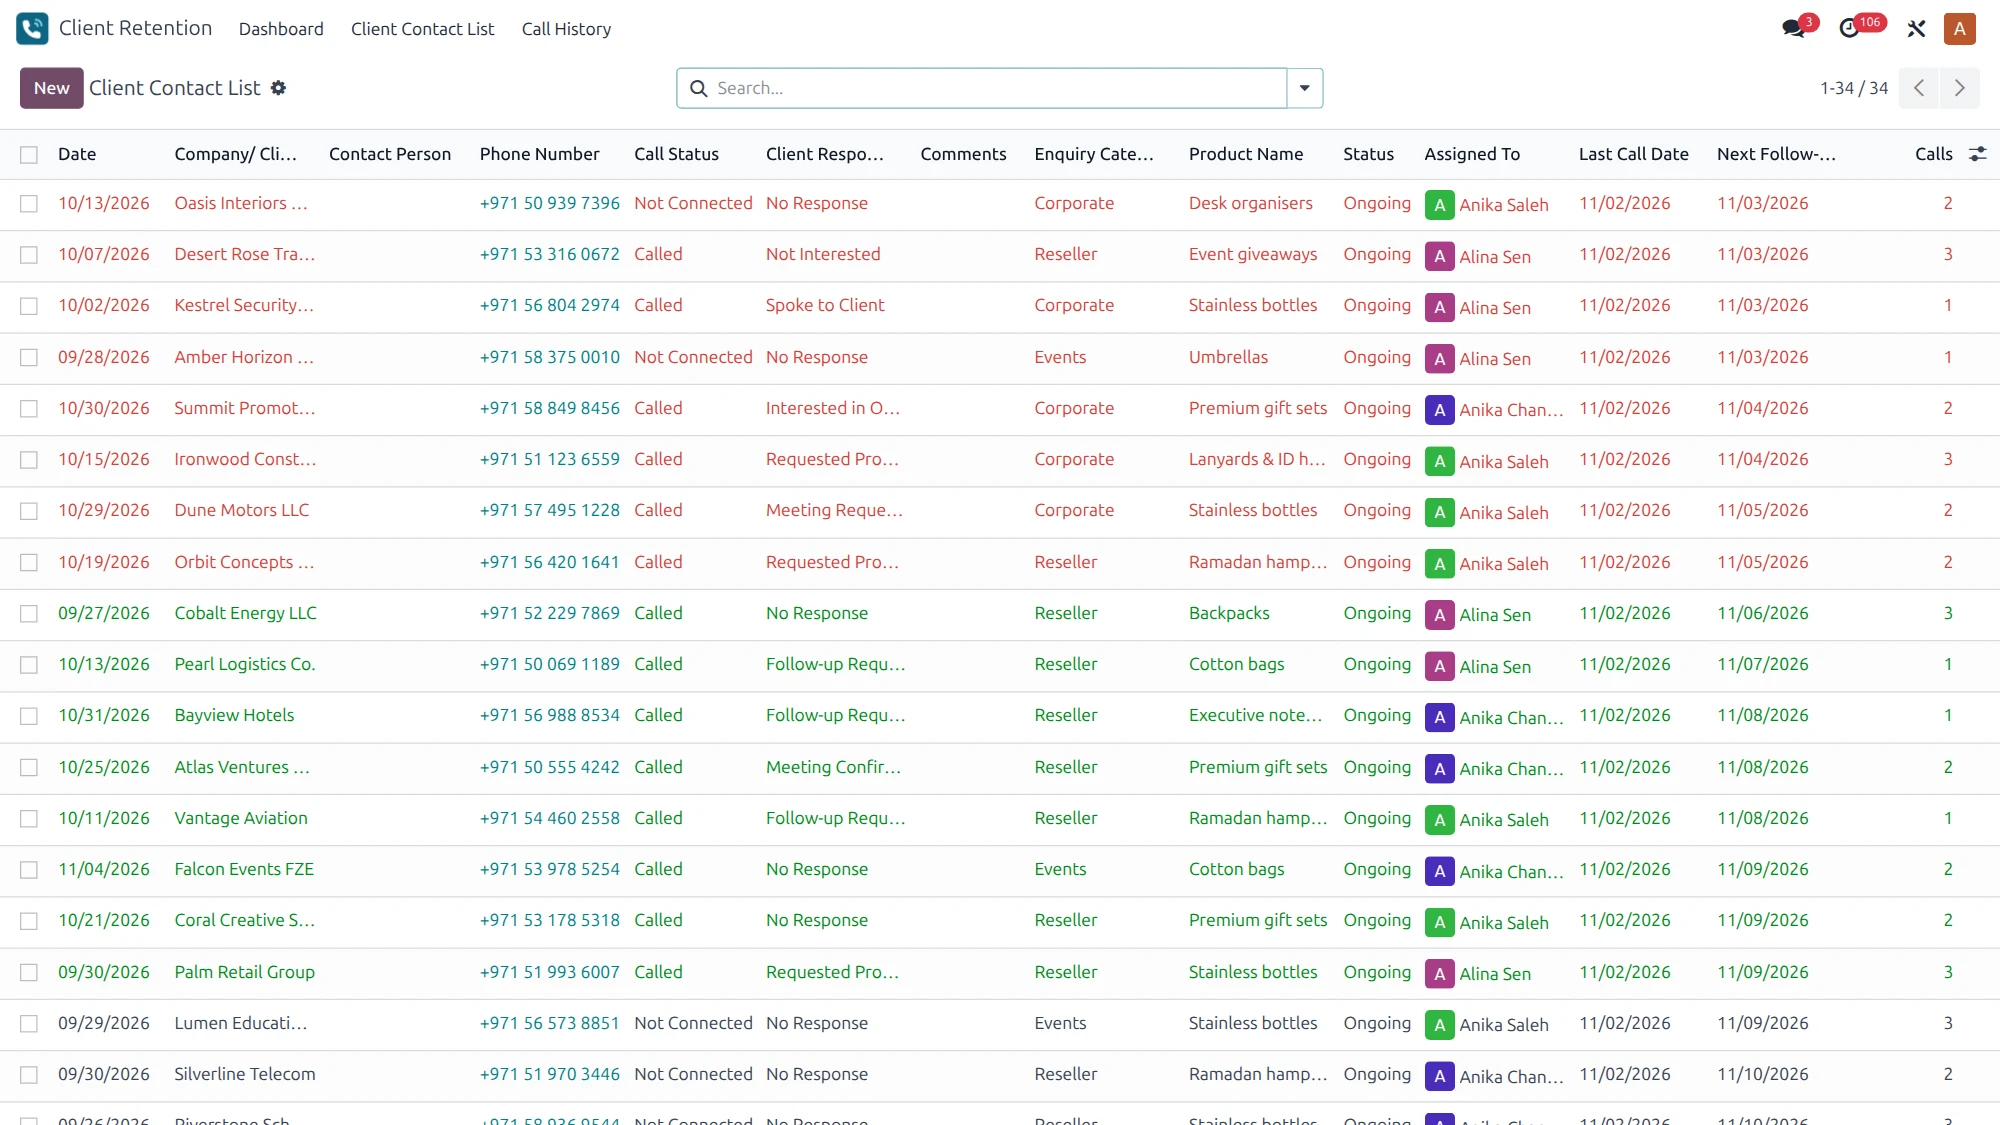 Client Retention Dashboard Client Contact List Call History 3 106 A
New Client Contact List Search... 1-34 / 34
Date Company/ Cli... Contact Person Phone Number Call Status Client Respo... Comments Enquiry Cate... Product Name Status Assigned To Last Call Date Next Follow-... Calls
10/13/2026 Oasis Interiors ... +971 50 939 7396 Not Connected No Response Corporate Desk organisers Ongoing A Anika Saleh 11/02/2026 11/03/2026 2
10/07/2026 Desert Rose Tra... +971 53 316 0672 Called Not Interested Reseller Event giveaways Ongoing A Alina Sen 11/02/2026 11/03/2026 3
10/02/2026 Kestrel Security... +971 56 804 2974 Called Spoke to Client Corporate Stainless bottles Ongoing A Alina Sen 11/02/2026 11/03/2026 1
09/28/2026 Amber Horizon ... +971 58 375 0010 Not Connected No Response Events Umbrellas Ongoing A Alina Sen 11/02/2026 11/03/2026 1
10/30/2026 Summit Promot... +971 58 849 8456 Called Interested in O... Corporate Premium gift sets Ongoing A Anika Chan... 11/02/2026 11/04/2026 2
10/15/2026 Ironwood Const... +971 51 123 6559 Called Requested Pro... Corporate Lanyards & ID h... Ongoing A Anika Saleh 11/02/2026 11/04/2026 3
10/29/2026 Dune Motors LLC +971 57 495 1228 Called Meeting Reque... Corporate Stainless bottles Ongoing A Anika Saleh 11/02/2026 11/05/2026 2
10/19/2026 Orbit Concepts ... +971 56 420 1641 Called Requested Pro... Reseller Ramadan hamp... Ongoing A Anika Saleh 11/02/2026 11/05/2026 2
09/27/2026 Cobalt Energy LLC +971 52 229 7869 Called No Response Reseller Backpacks Ongoing A Alina Sen 11/02/2026 11/06/2026 3
10/13/2026 Pearl Logistics Co. +971 50 069 1189 Called Follow-up Requ... Reseller Cotton bags Ongoing A Alina Sen 11/02/2026 11/07/2026 1
10/31/2026 Bayview Hotels +971 56 988 8534 Called Follow-up Requ... Reseller Executive note... Ongoing A Anika Chan... 11/02/2026 11/08/2026 1
10/25/2026 Atlas Ventures ... +971 50 555 4242 Called Meeting Confir... Reseller Premium gift sets Ongoing A Anika Chan... 11/02/2026 11/08/2026 2
10/11/2026 Vantage Aviation +971 54 460 2558 Called Follow-up Requ... Reseller Ramadan hamp... Ongoing A Anika Saleh 11/02/2026 11/08/2026 1
11/04/2026 Falcon Events FZE +971 53 978 5254 Called No Response Events Cotton bags Ongoing A Anika Chan... 11/02/2026 11/09/2026 2
10/21/2026 Coral Creative S... +971 53 178 5318 Called No Response Reseller Premium gift sets Ongoing A Anika Saleh 11/02/2026 11/09/2026 2
09/30/2026 Palm Retail Group +971 51 993 6007 Called Requested Pro... Reseller Stainless bottles Ongoing A Alina Sen 11/02/2026 11/09/2026 3
09/29/2026 Lumen Educati... +971 56 573 8851 Not Connected No Response Events Stainless bottles Ongoing A Anika Saleh 11/02/2026 11/09/2026 3
09/30/2026 Silverline Telecom +971 51 970 3446 Not Connected No Response Reseller Ramadan hamp... Ongoing A Anika Chan... 11/02/2026 11/10/2026 2
Not Connected No Response Reseller Stainless bottles Ongoing 11/02/2026 11/10/2026